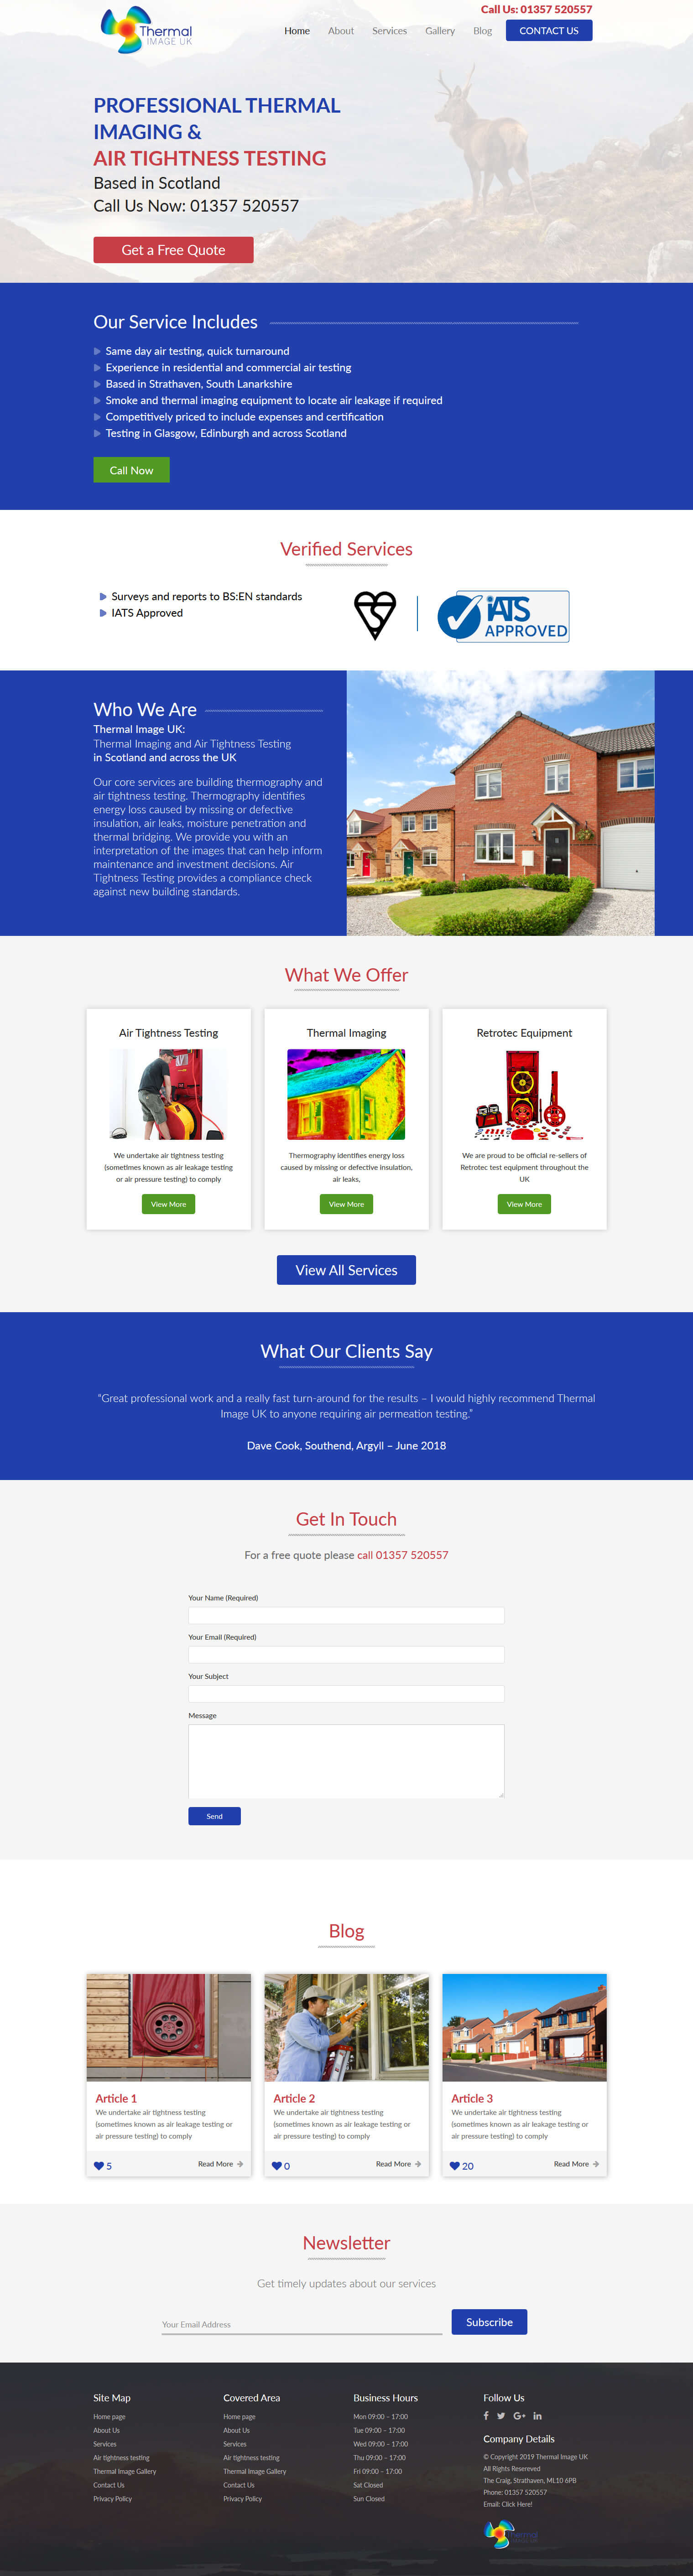 Call Us: 01357 520557
Thermal
IMAGE UK
Home About Services Gallery Blog CONTACT US
PROFESSIONAL THERMAL
IMAGING &
AIR TIGHTNESS TESTING
Based in Scotland
Call Us Now: 01357 520557
Get a Free Quote
Our Service Includes
Same day air testing, quick turnaround
Experience in residential and commercial air testing
Based in Strathaven, South Lanarkshire
Smoke and thermal imaging equipment to locate air leakage if required
Competitively priced to include expenses and certification
Testing in Glasgow, Edinburgh and across Scotland
Call Now
Verified Services
Surveys and reports to BS:EN standards
IATS Approved
iATS
APPROVED
Who We Are
Thermal Image UK:
Thermal Imaging and Air Tightness Testing
in Scotland and across the UK
Our core services are building thermography and
air tightness testing. Thermography identifies
energy loss caused by missing or defective
insulation, air leaks, moisture penetration and
thermal bridging. We provide you with an
interpretation of the images that can help inform
maintenance and investment decisions. Air
Tightness Testing provides a compliance check
against new building standards.
What We Offer
Air Tightness Testing
We undertake air tightness testing
(sometimes known as air leakage testing
or air pressure testing) to comply
View More
Thermal Imaging
Thermography identifies energy loss
caused by missing or defective insulation,
air leaks,
View More
Retrotec Equipment
We are proud to be official re-sellers of
Retrotec test equipment throughout the
UK
View More
View All Services
What Our Clients Say
"Great professional work and a really fast turn-around for the results – I would highly recommend Thermal
Image UK to anyone requiring air permeation testing."
Dave Cook, Southend, Argyll – June 2018
Get In Touch
For a free quote please call 01357 520557
Your Name (Required)
Your Email (Required)
Your Subject
Message
Send
Blog
Article 1
We undertake air tightness testing
(sometimes known as air leakage testing or
air pressure testing) to comply
5 Read More
Article 2
We undertake air tightness testing
(sometimes known as air leakage testing or
air pressure testing) to comply
0 Read More
Article 3
We undertake air tightness testing
(sometimes known as air leakage testing or
air pressure testing) to comply
20 Read More
Newsletter
Get timely updates about our services
Your Email Address
Subscribe
Site Map
Home page
About Us
Services
Air tightness testing
Thermal Image Gallery
Contact Us
Privacy Policy
Covered Area
Home page
About Us
Services
Air tightness testing
Thermal Image Gallery
Contact Us
Privacy Policy
Business Hours
Mon 09:00 – 17:00
Tue 09:00 – 17:00
Wed 09:00 – 17:00
Thu 09:00 – 17:00
Fri 09:00 – 17:00
Sat Closed
Sun Closed
Follow Us
Company Details
© Copyright 2019 Thermal Image UK
All Rights Resereved
The Craig, Strathaven, ML10 6PB
Phone: 01357 520557
Email: Click Here!
Thermal
IMAGE UK